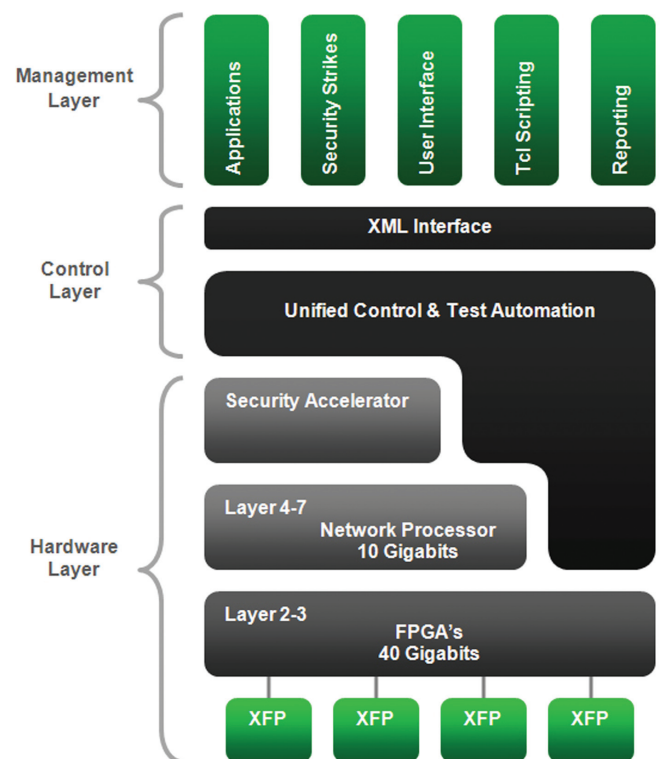 Management
Layer
Applications
Security Strikes
User Interface
Tcl Scripting
Reporting
Control
Layer
XML Interface
Unified Control & Test Automation
Hardware
Layer
Security Accelerator
Layer 4-7
Network Processor
10 Gigabits
Layer 2-3
FPGA's
40 Gigabits
XFP
XFP
XFP
XFP